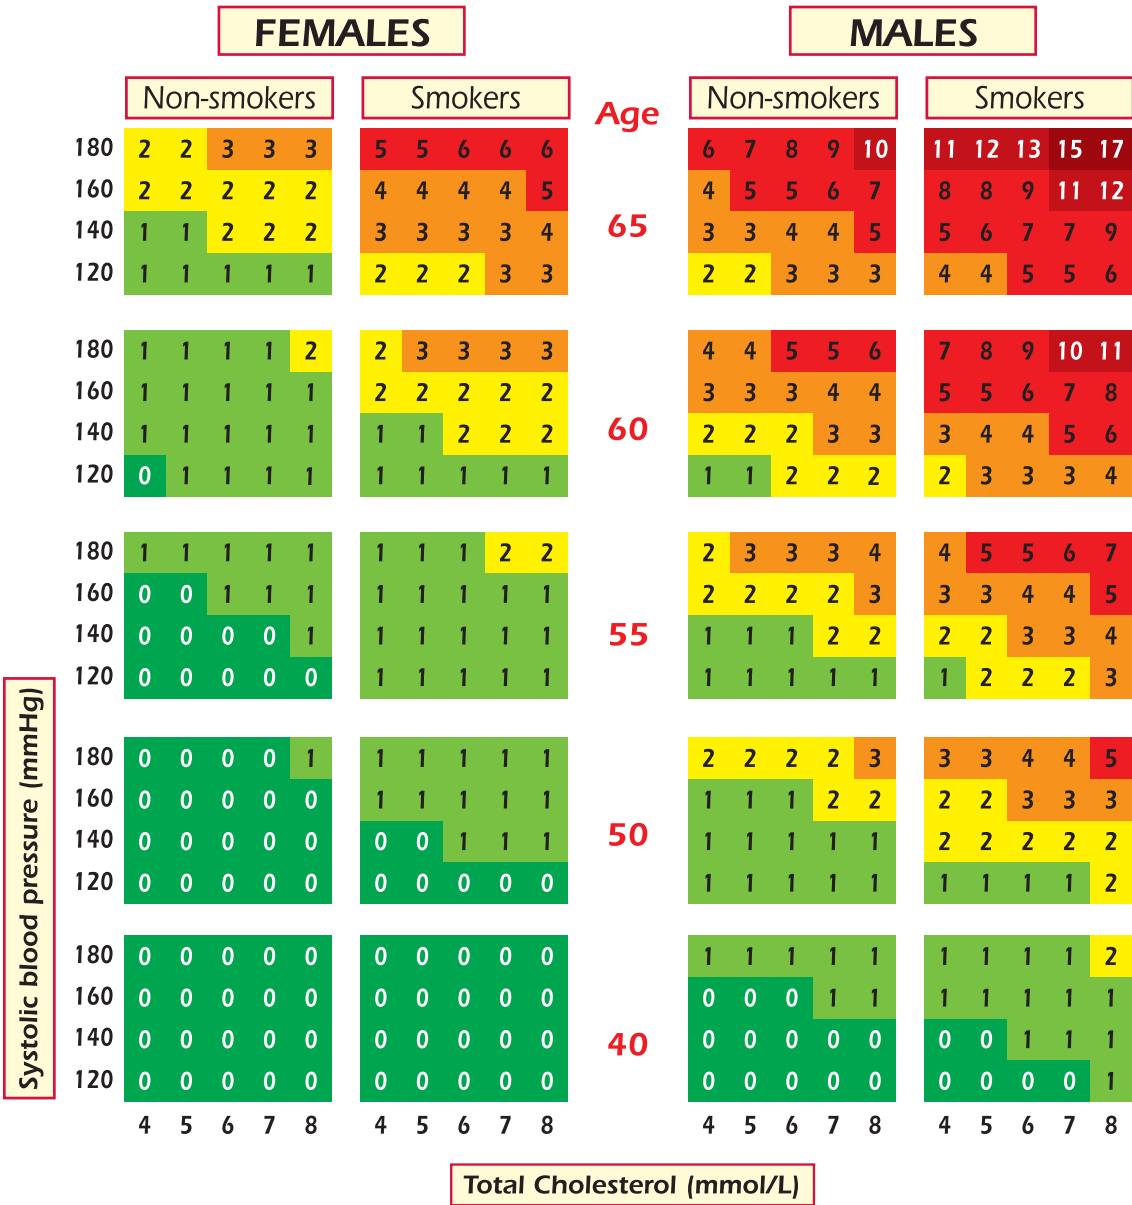 FEMALES MALES
Non-smokers Smokers Age Non-smokers Smokers
180 2 2 3 3 3 5 5 6 6 6 6 7 8 9 10 11 12 13 15 17
160 2 2 2 2 2 4 4 4 4 5 4 5 5 6 7 8 8 9 11 12
65
140 1 1 2 2 2 3 3 3 3 4 3 3 4 4 5 5 6 7 7 9
120 1 1 1 1 1 2 2 2 3 3 2 2 3 3 3 4 4 5 5 6
180 1 1 1 1 2 2 3 3 3 3 4 4 5 5 6 7 8 9 10 11
160 1 1 1 1 1 2 2 2 2 2 3 3 3 4 4 5 5 6 7 8
60
140 1 1 1 1 1 1 1 2 2 2 2 2 2 3 3 3 4 4 5 6
120 0 1 1 1 1 1 1 1 1 1 1 1 2 2 2 2 3 3 3 4
180 1 1 1 1 1 1 1 1 2 2 2 3 3 3 4 4 5 5 6 7
160 0 0 1 1 1 1 1 1 1 1 2 2 2 2 3 3 3 4 4 5
55
140 0 0 0 0 1 1 1 1 1 1 1 1 1 2 2 2 2 3 3 4
120 0 0 0 0 0 1 1 1 1 1 1 1 1 1 1 1 2 2 2 3
180 0 0 0 0 1 1 1 1 1 1 2 2 2 2 3 3 3 4 4 5
160 0 0 0 0 0 1 1 1 1 1 1 1 1 2 2 2 2 3 3 3
50
140 0 0 0 0 0 0 0 1 1 1 1 1 1 1 1 2 2 2 2 2
120 0 0 0 0 0 0 0 0 0 0 1 1 1 1 1 1 1 1 1 2
180 0 0 0 0 0 0 0 0 0 0 1 1 1 1 1 1 1 1 1 2
160 0 0 0 0 0 0 0 0 0 0 0 0 0 1 1 1 1 1 1 1
40
140 0 0 0 0 0 0 0 0 0 0 0 0 0 0 0 0 0 1 1 1
120 0 0 0 0 0 0 0 0 0 0 0 0 0 0 0 0 0 0 0 1
4 5 6 7 8 4 5 6 7 8 4 5 6 7 8 4 5 6 7 8
Systolic blood pressure (mmHg)
Total Cholesterol (mmol/L)